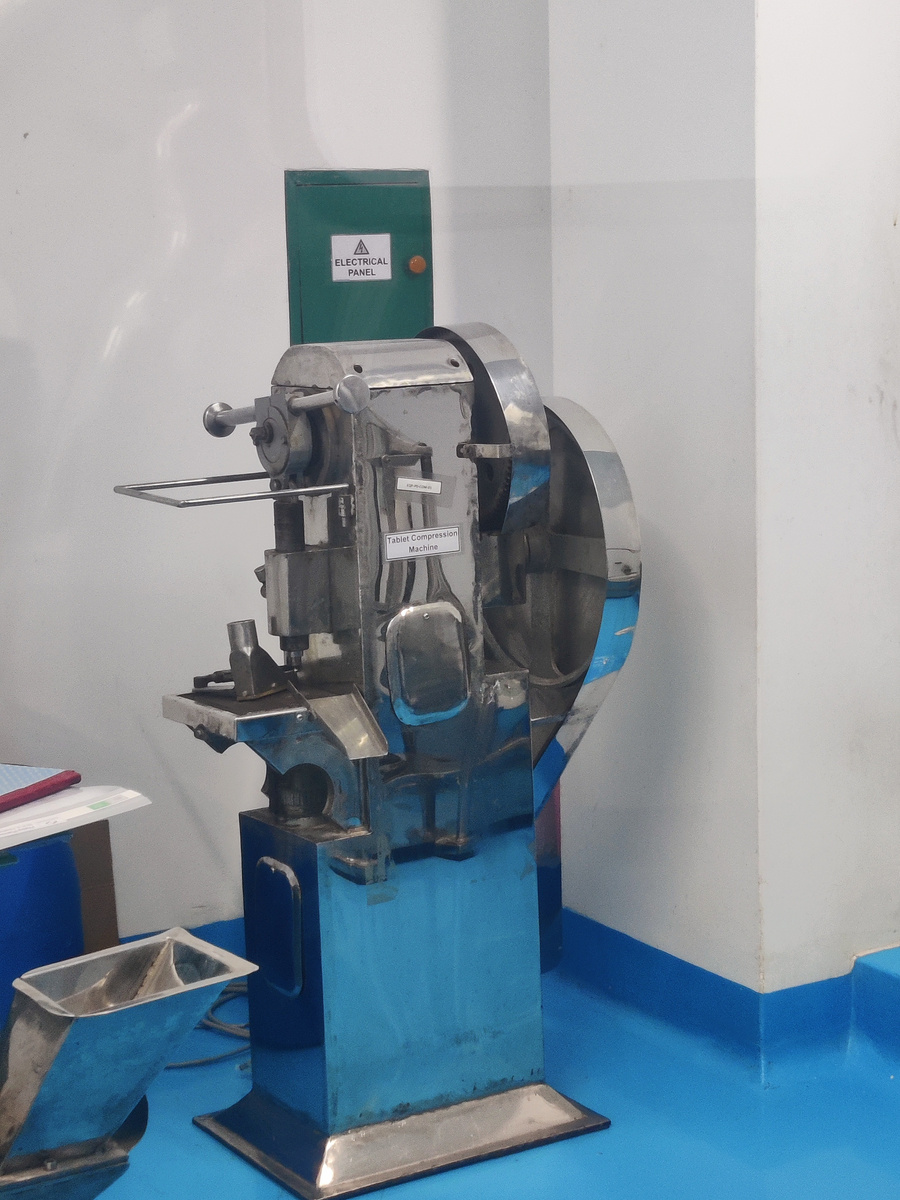 ELECTRICAL
PANEL
Tablet Compression
Machine